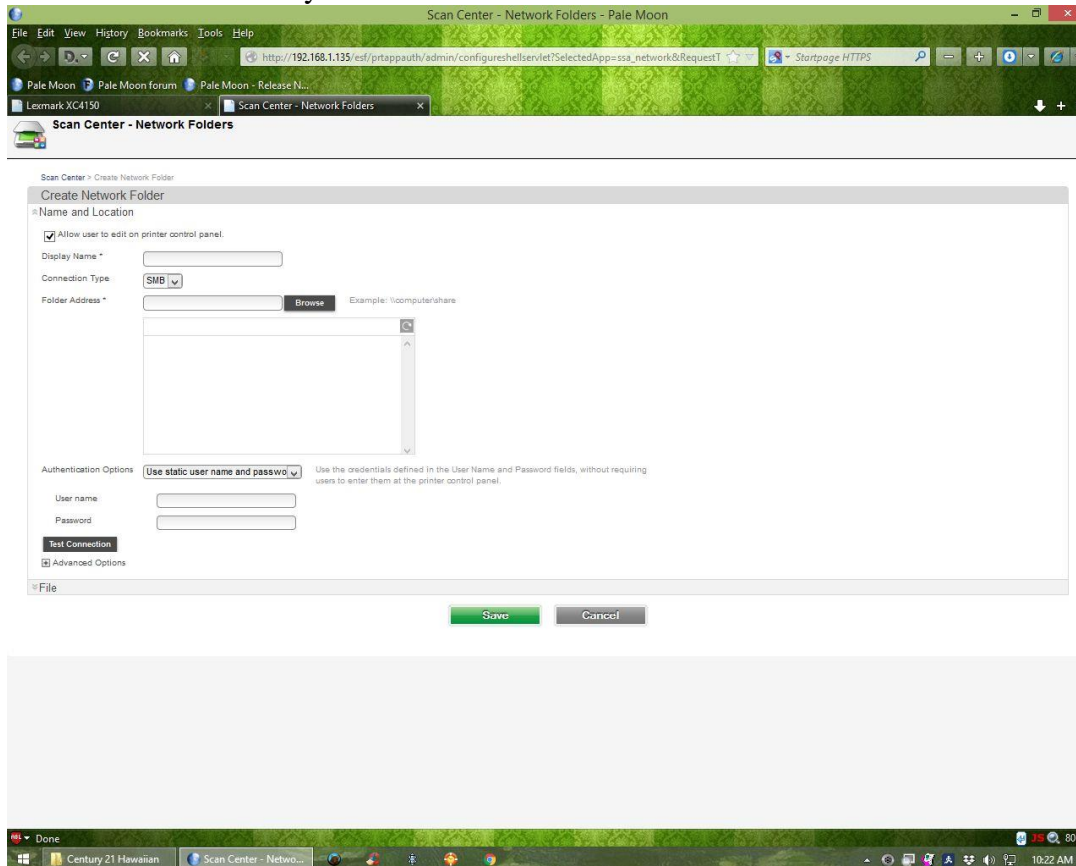 Scan Center - Network Folders - Pale Moon
File Edit View History Bookmarks Tools Help
http://192.168.1.135/esf/prtappauth/admin/configureshellservlet?SelectedApp=ssa_network&RequestT
Startpage HTTPS
Pale Moon Pale Moon forum Pale Moon - Release N...
Lexmark XC4150 Scan Center - Network Folders
Scan Center - Network Folders
Scan Center > Create Network Folder
Create Network Folder
Name and Location
Allow user to edit on printer control panel.
Display Name *
Connection Type SMB
Folder Address * Browse Example: \\computer\share
Authentication Options Use static user name and passwo Use the credentials defined in the User Name and Password fields, without requiring
users to enter them at the printer control panel.
User name
Password
Test Connection
Advanced Options
File
Save Cancel
Done JS 80
Century 21 Hawaiian Scan Center - Netwo... 10:22 AM